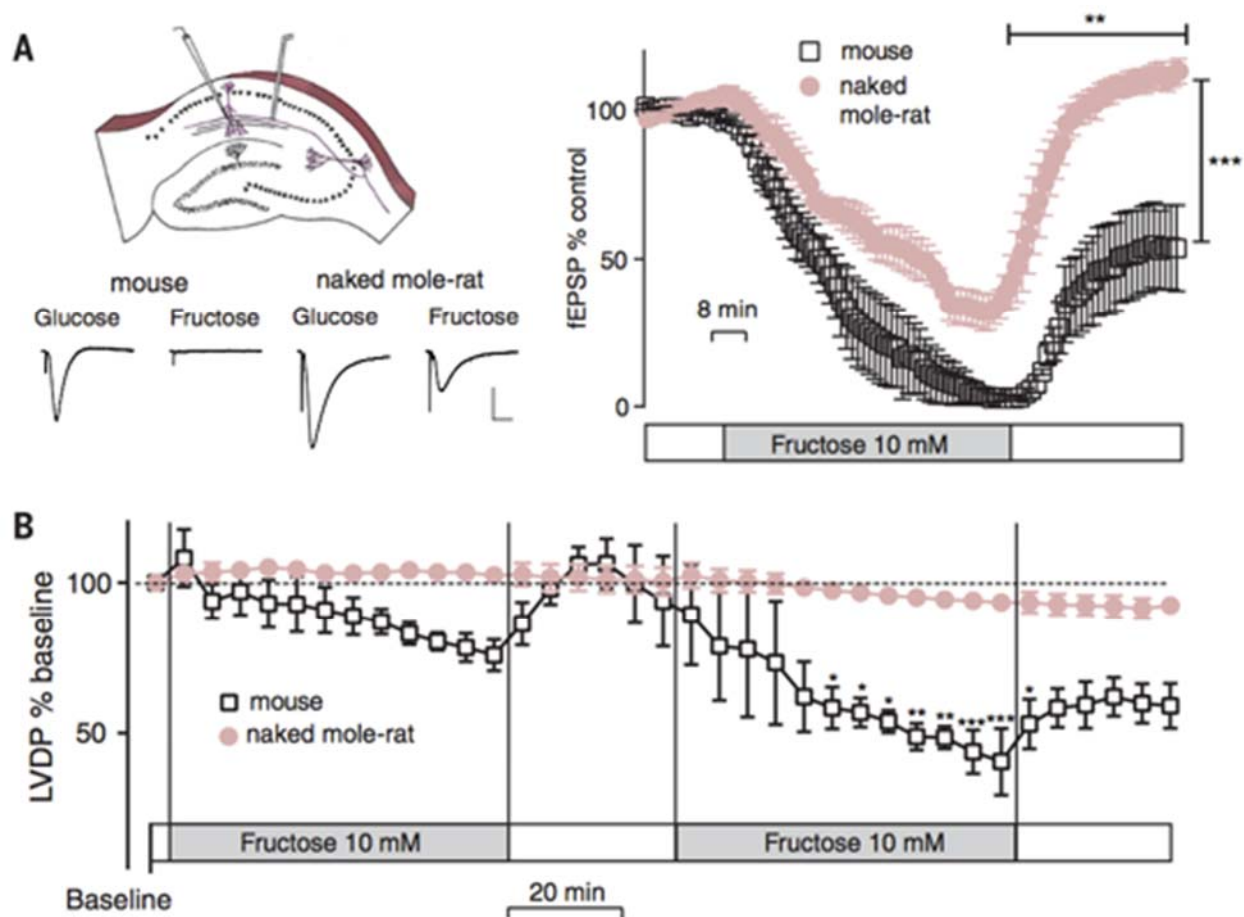 A
mouse
naked mole-rat
Glucose
Fructose
Glucose
Fructose
fEPSP % control
100
50
0
mouse
naked
mole-rat
8 min
**
***
Fructose 10 mM
B
LVDP % baseline
100
50
mouse
naked mole-rat
*
*
*
**
**
***
***
*
Fructose 10 mM
Fructose 10 mM
Baseline
20 min